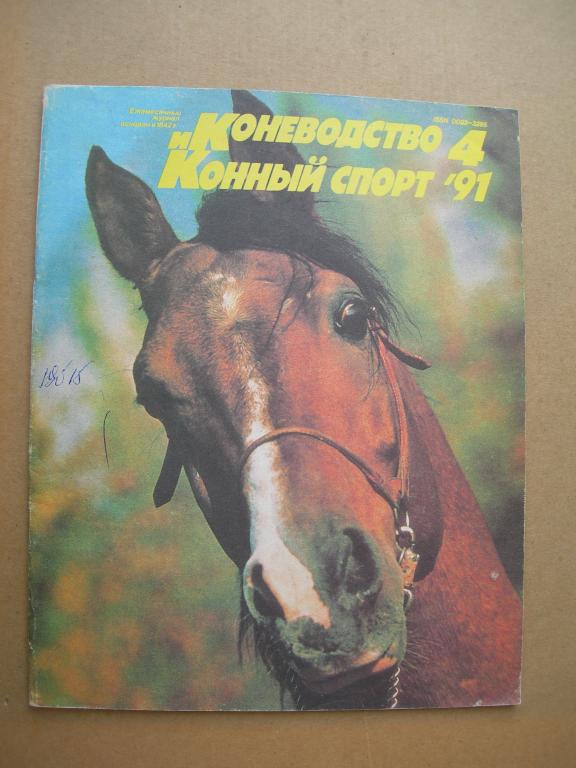 Ежемесячный
журнал
основан в 1842 г.
ISSN 0023-3285
Коневодство 4
и Конный спорт '91